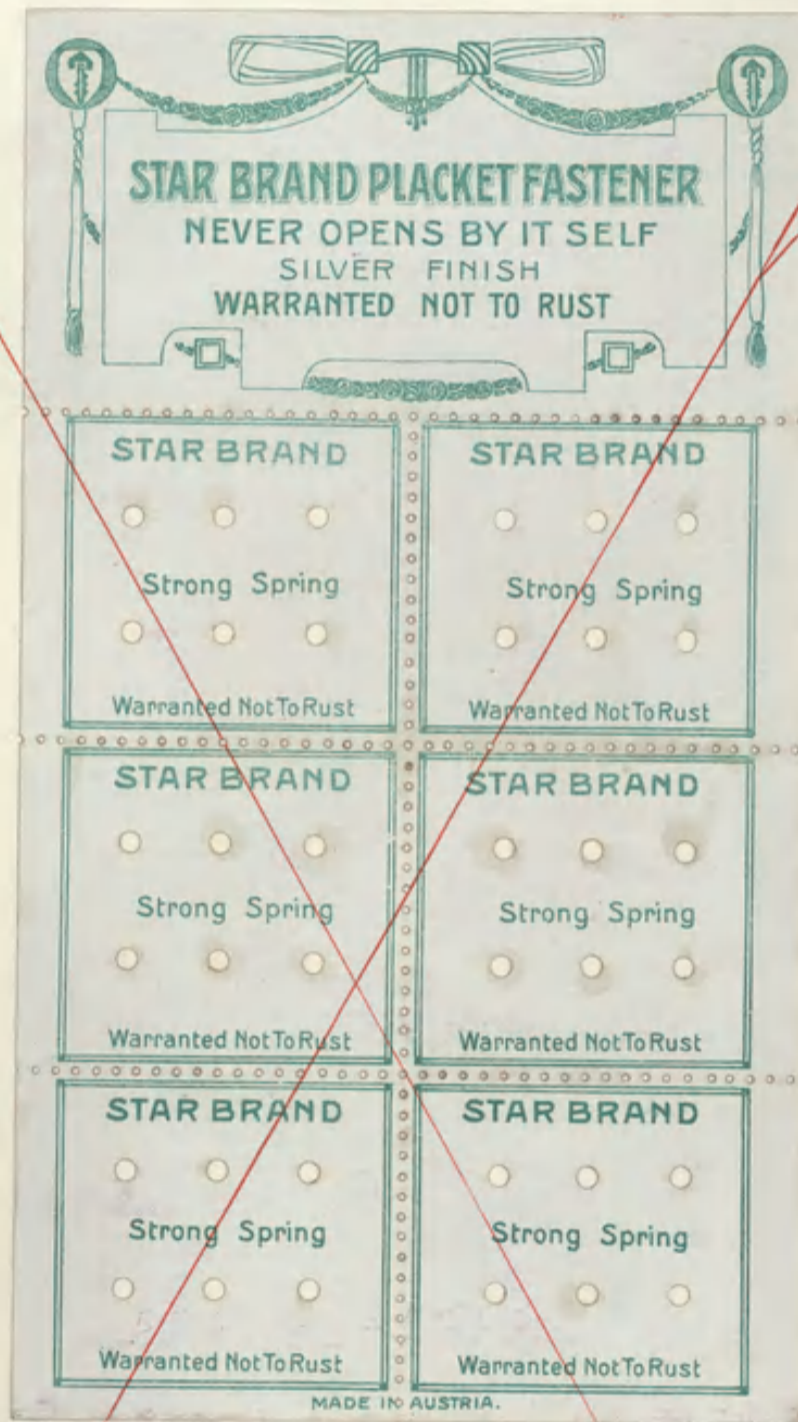 STAR BRAND PLACKET FASTENER
NEVER OPENS BY IT SELF
SILVER FINISH
WARRANTED NOT TO RUST
STAR BRAND
Strong Spring
Warranted Not To Rust
STAR BRAND
Strong Spring
Warranted Not To Rust
STAR BRAND
Strong Spring
Warranted Not To Rust
STAR BRAND
Strong Spring
Warranted Not To Rust
STAR BRAND
Strong Spring
Warranted Not To Rust
STAR BRAND
Strong Spring
Warranted Not To Rust
MADE IN AUSTRIA.